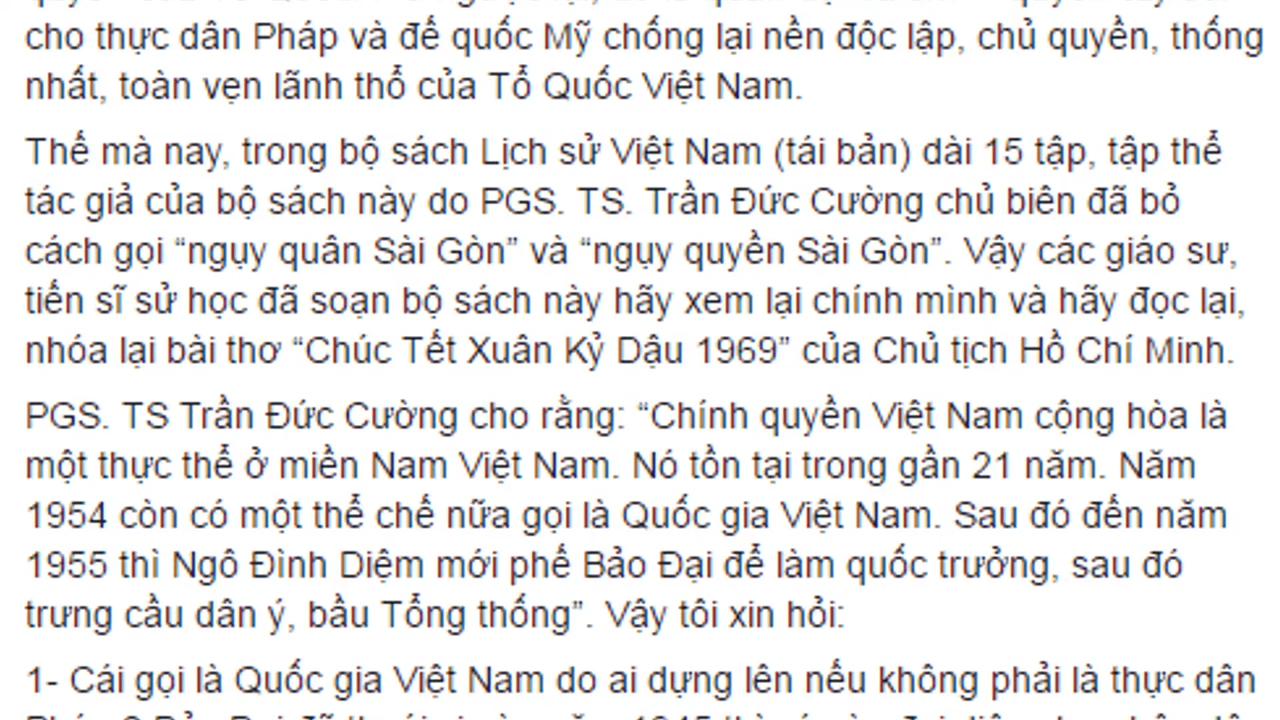 cho thực dân Pháp và đế quốc Mỹ chống lại nền độc lập, chủ quyền, thống
nhất, toàn vẹn lãnh thổ của Tổ Quốc Việt Nam.
Thế mà nay, trong bộ sách Lịch sử Việt Nam (tái bản) dài 15 tập, tập thể
tác giả của bộ sách này do PGS. TS. Trần Đức Cường chủ biên đã bỏ
cách gọi “ngụy quân Sài Gòn” và “ngụy quyền Sài Gòn”. Vậy các giáo sư,
tiến sĩ sử học đã soạn bộ sách này hãy xem lại chính mình và hãy đọc lại,
nhóa lại bài thơ “Chúc Tết Xuân Kỷ Dậu 1969” của Chủ tịch Hồ Chí Minh.
PGS. TS Trần Đức Cường cho rằng: “Chính quyền Việt Nam cộng hòa là
một thực thể ở miền Nam Việt Nam. Nó tồn tại trong gần 21 năm. Năm
1954 còn có một thể chế nữa gọi là Quốc gia Việt Nam. Sau đó đến năm
1955 thì Ngô Đình Diệm mới phế Bảo Đại để làm quốc trưởng, sau đó
trưng cầu dân ý, bầu Tổng thống”. Vậy tôi xin hỏi:
1- Cái gọi là Quốc gia Việt Nam do ai dựng lên nếu không phải là thực dân